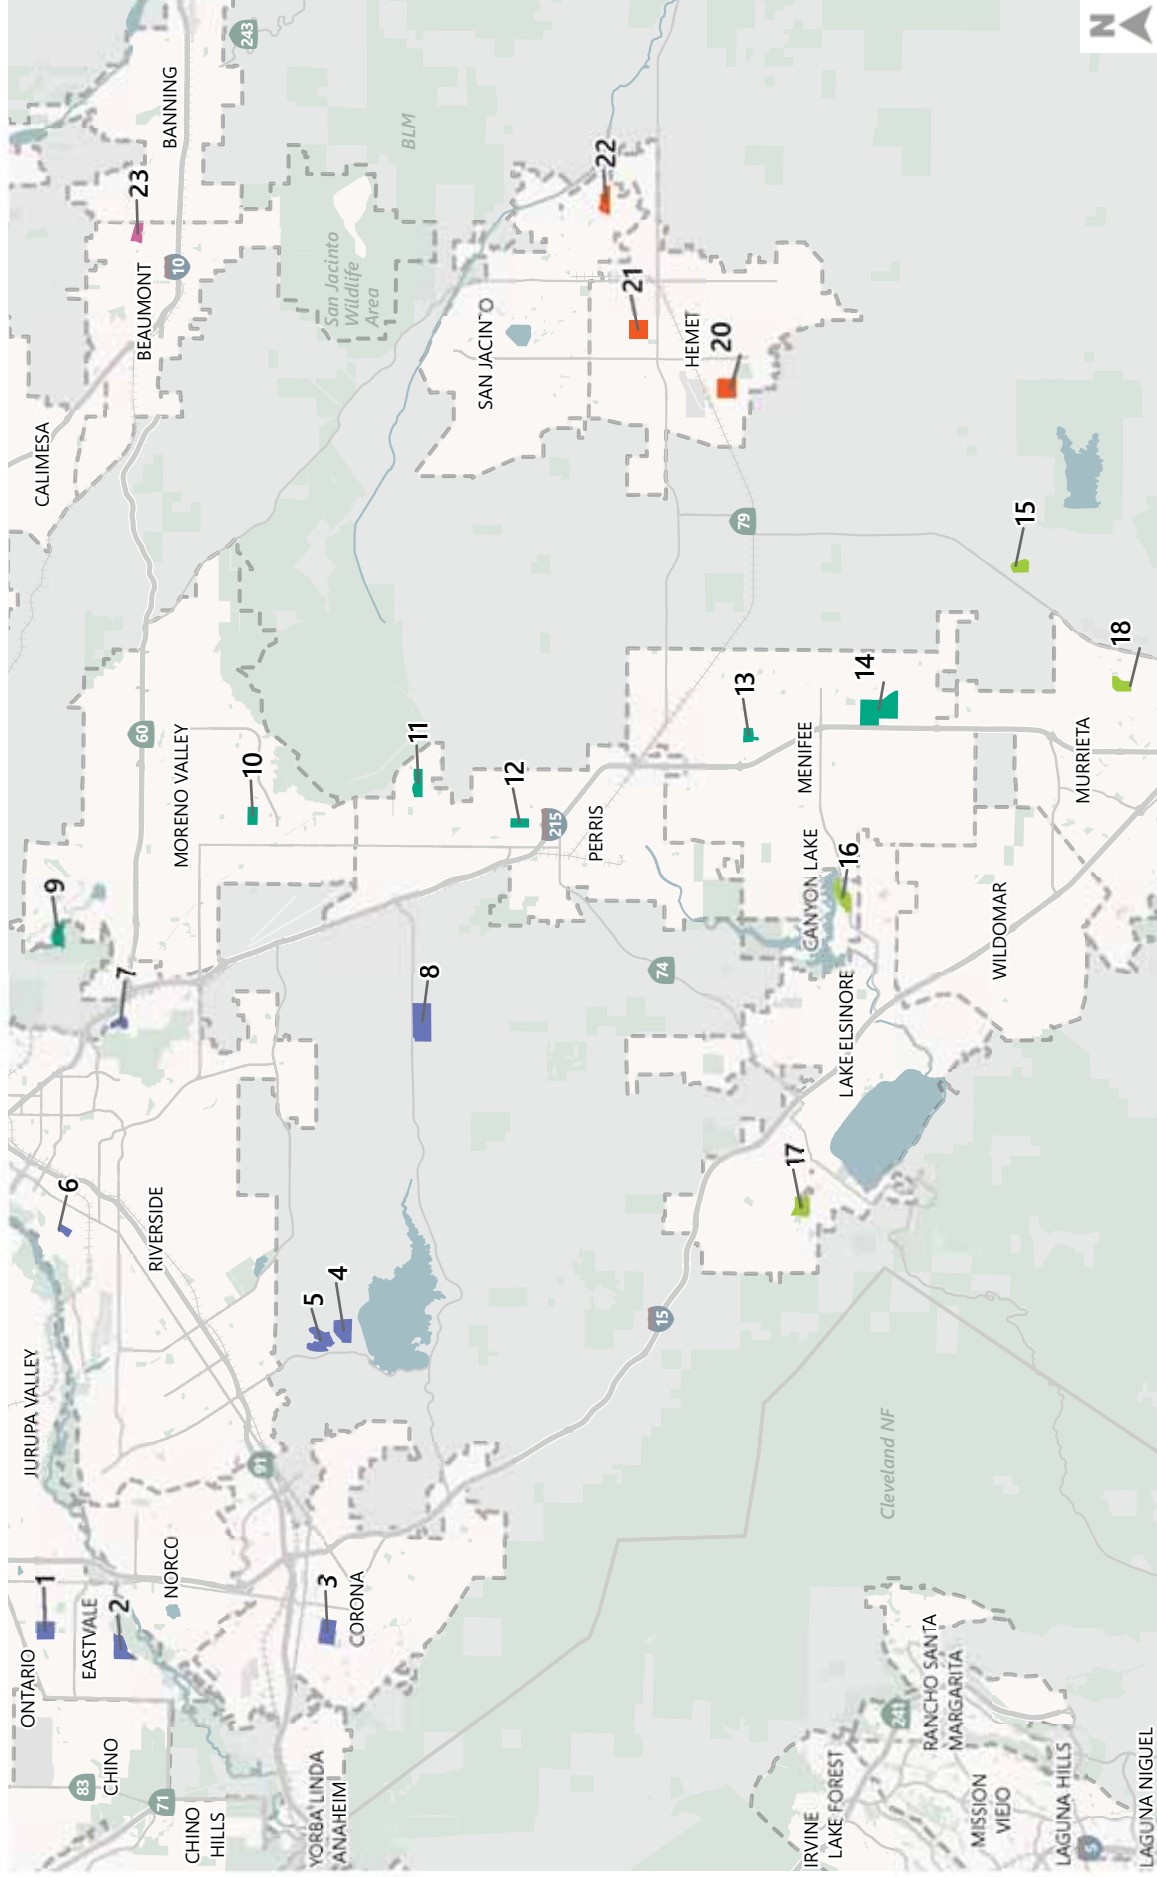 ONTARIO
1
EASTVALE
2
CHINO
83
71
CHINO
HILLS
NORCO
YORBA LINDA
ANAHEIM
3
CORONA
91
JURUPA VALLEY
6
RIVERSIDE
5
4
7
8
9
60
MORENO VALLEY
10
11
12
215
PERRIS
CALIMESA
BEAUMONT
10
23
BANNING
243
San Jacinto
Wildlife
Area
BLM
SAN JACINTO
22
21
HEMET
20
79
74
13
MENIFEE
14
15
CANYON LAKE
16
LAKE ELSINORE
17
15
WILDOMAR
MURRIETA
18
Cleveland NF
IRVINE
LAKE FOREST
241
RANCHO SANTA
MARGARITA
MISSION
VIEJO
LAGUNA HILLS
5
LAGUNA NIGUEL
N